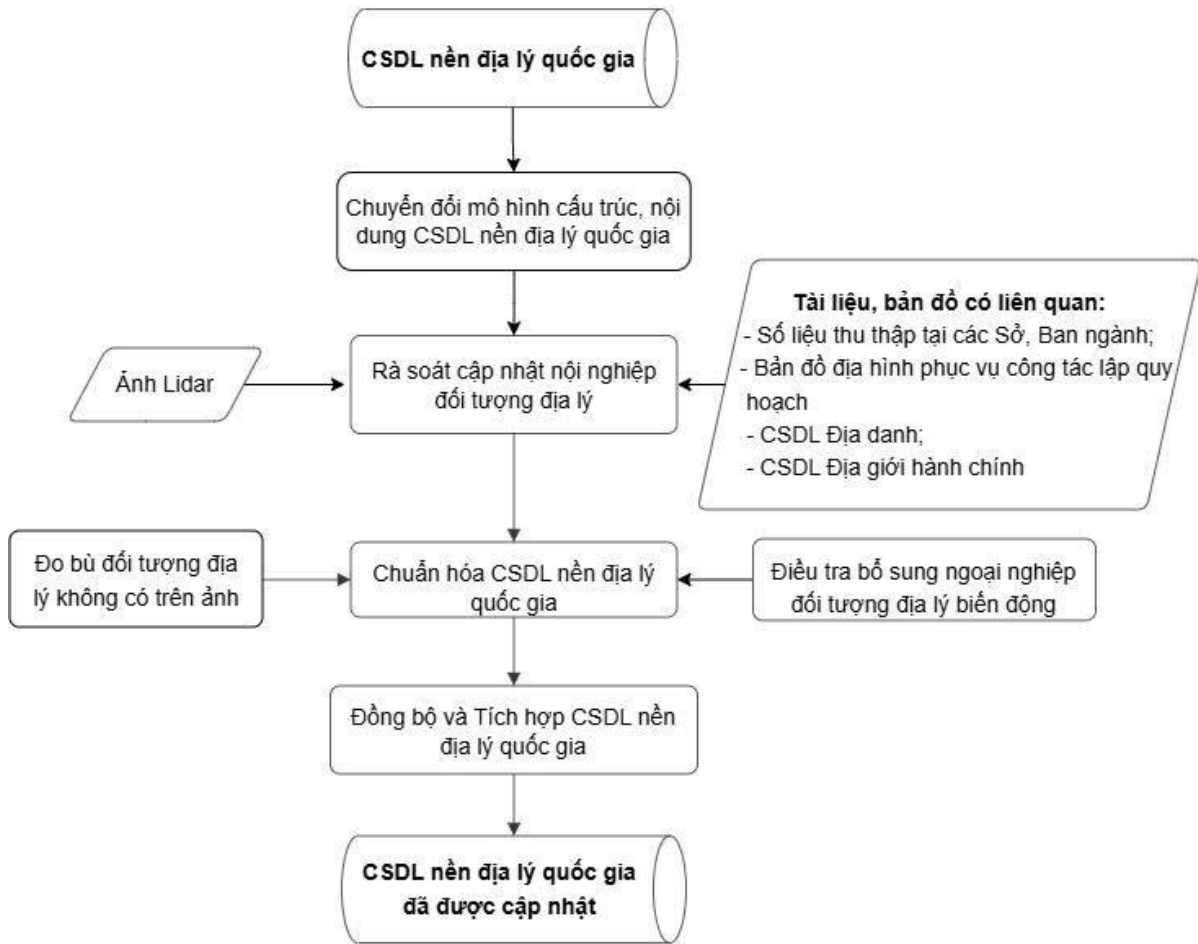 CSDL nền địa lý quốc gia
Chuyển đổi mô hình cấu trúc, nội
dung CSDL nền địa lý quốc gia
Tài liệu, bản đồ có liên quan:
- Số liệu thu thập tại các Sở, Ban ngành;
- Bản đồ địa hình phục vụ công tác lập quy
hoạch
- CSDL Địa danh;
- CSDL Địa giới hành chính
Ảnh Lidar
Rà soát cập nhật nội nghiệp
đối tượng địa lý
Đo bù đối tượng địa
lý không có trên ảnh
Chuẩn hóa CSDL nền địa lý
quốc gia
Điều tra bổ sung ngoại nghiệp
đối tượng địa lý biến động
Đồng bộ và Tích hợp CSDL nền
địa lý quốc gia
CSDL nền địa lý quốc gia
đã được cập nhật